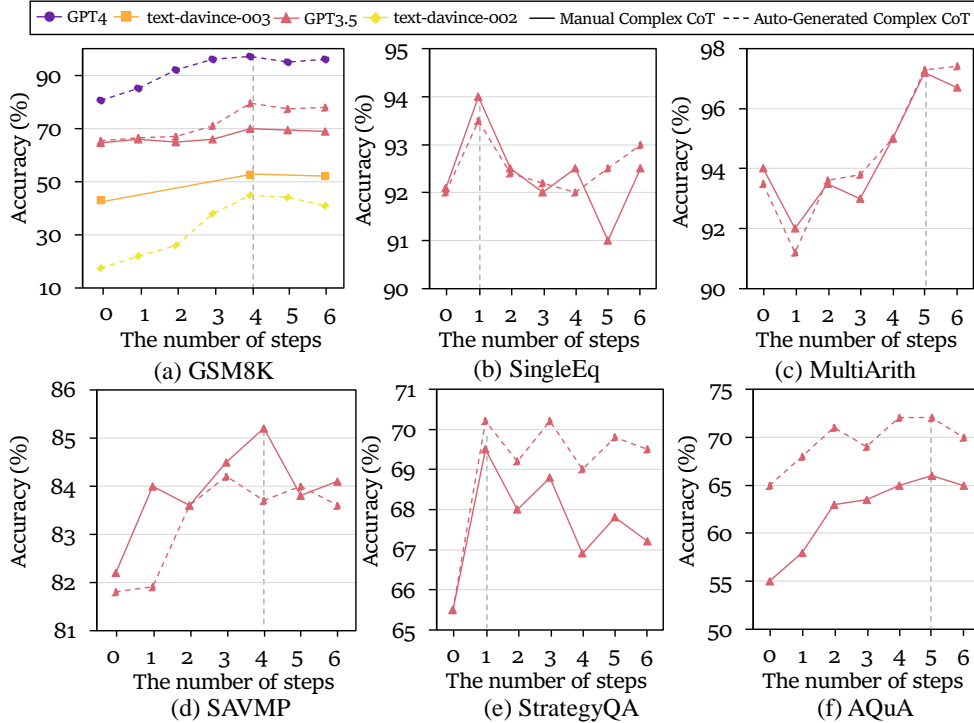 GPT4 text-davince-003 GPT3.5 text-davince-002 Manual Complex CoT Auto-Generated Complex CoT
Accuracy (%)
90
70
50
30
10
0 1 2 3 4 5 6
The number of steps
(a) GSM8K
Accuracy (%)
94
93
92
91
90
0 1 2 3 4 5 6
The number of steps
(b) SingleEq
Accuracy (%)
98
96
94
92
90
0 1 2 3 4 5 6
The number of steps
(c) MultiArith
Accuracy (%)
86
85
84
83
82
81
0 1 2 3 4 5 6
The number of steps
(d) SAVMP
Accuracy (%)
71
70
69
68
67
66
65
0 1 2 3 4 5 6
The number of steps
(e) StrategyQA
Accuracy (%)
75
70
65
60
55
50
0 1 2 3 4 5 6
The number of steps
(f) AQuA